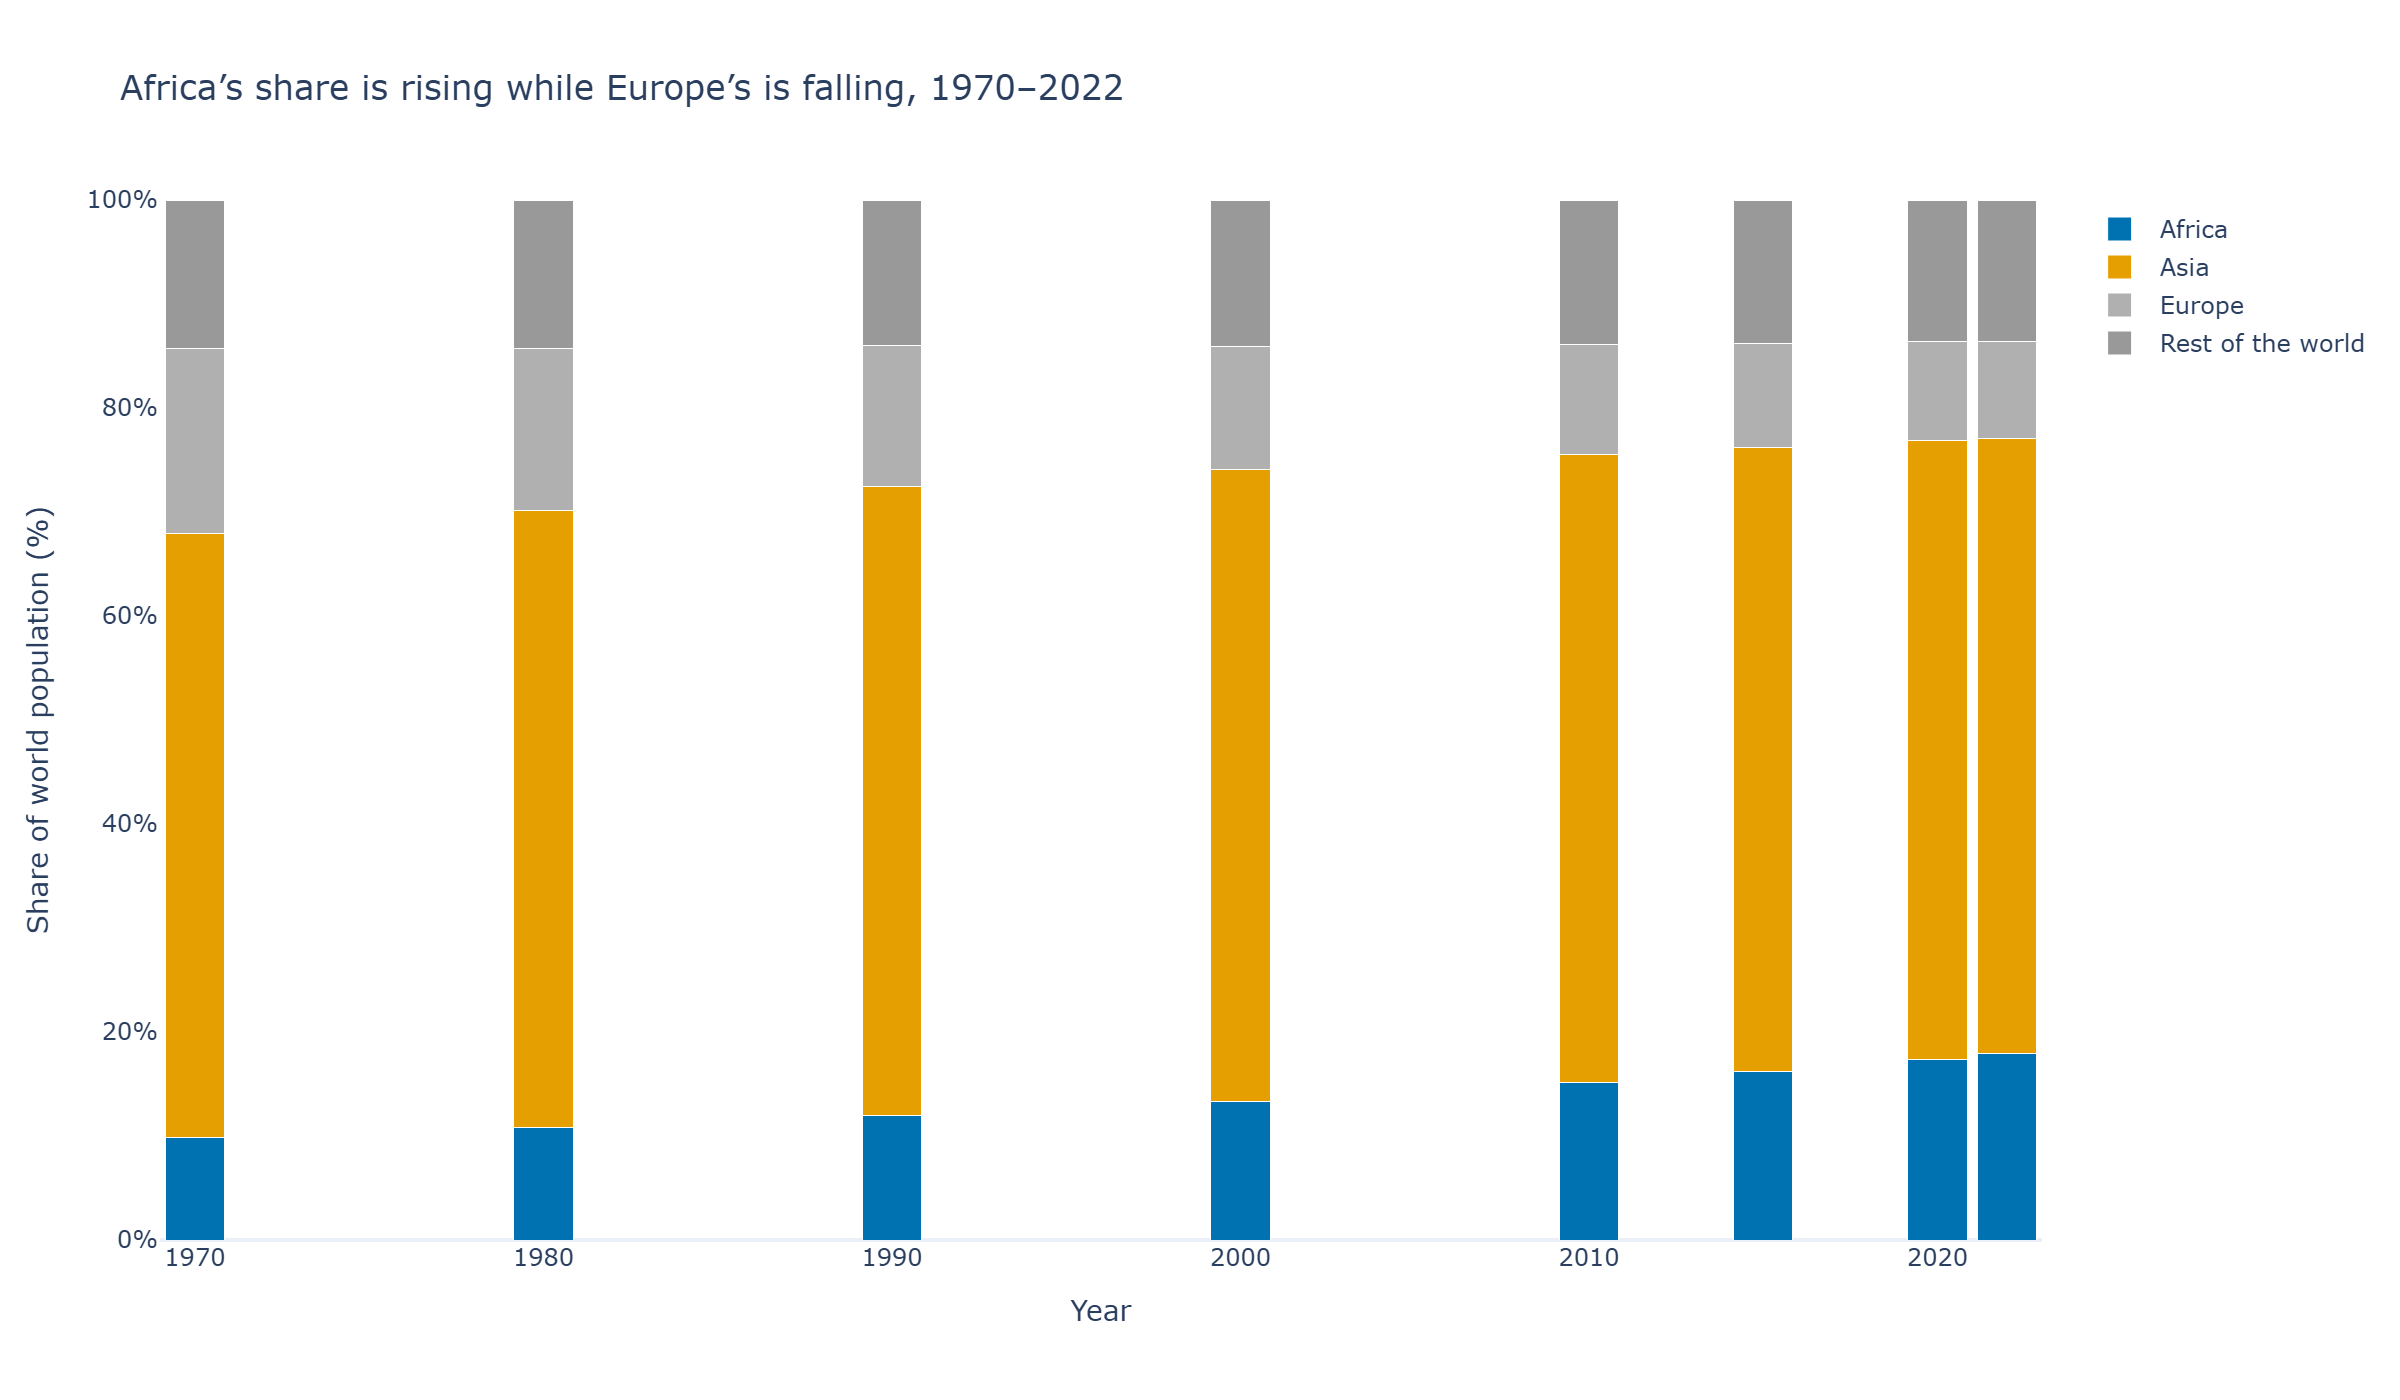 Africa’s share is rising while Europe’s is falling, 1970–2022
100%
80%
60%
40%
20%
0%
Share of world population (%)
1970
1980
1990
2000
2010
2020
Year
Africa
Asia
Europe
Rest of the world